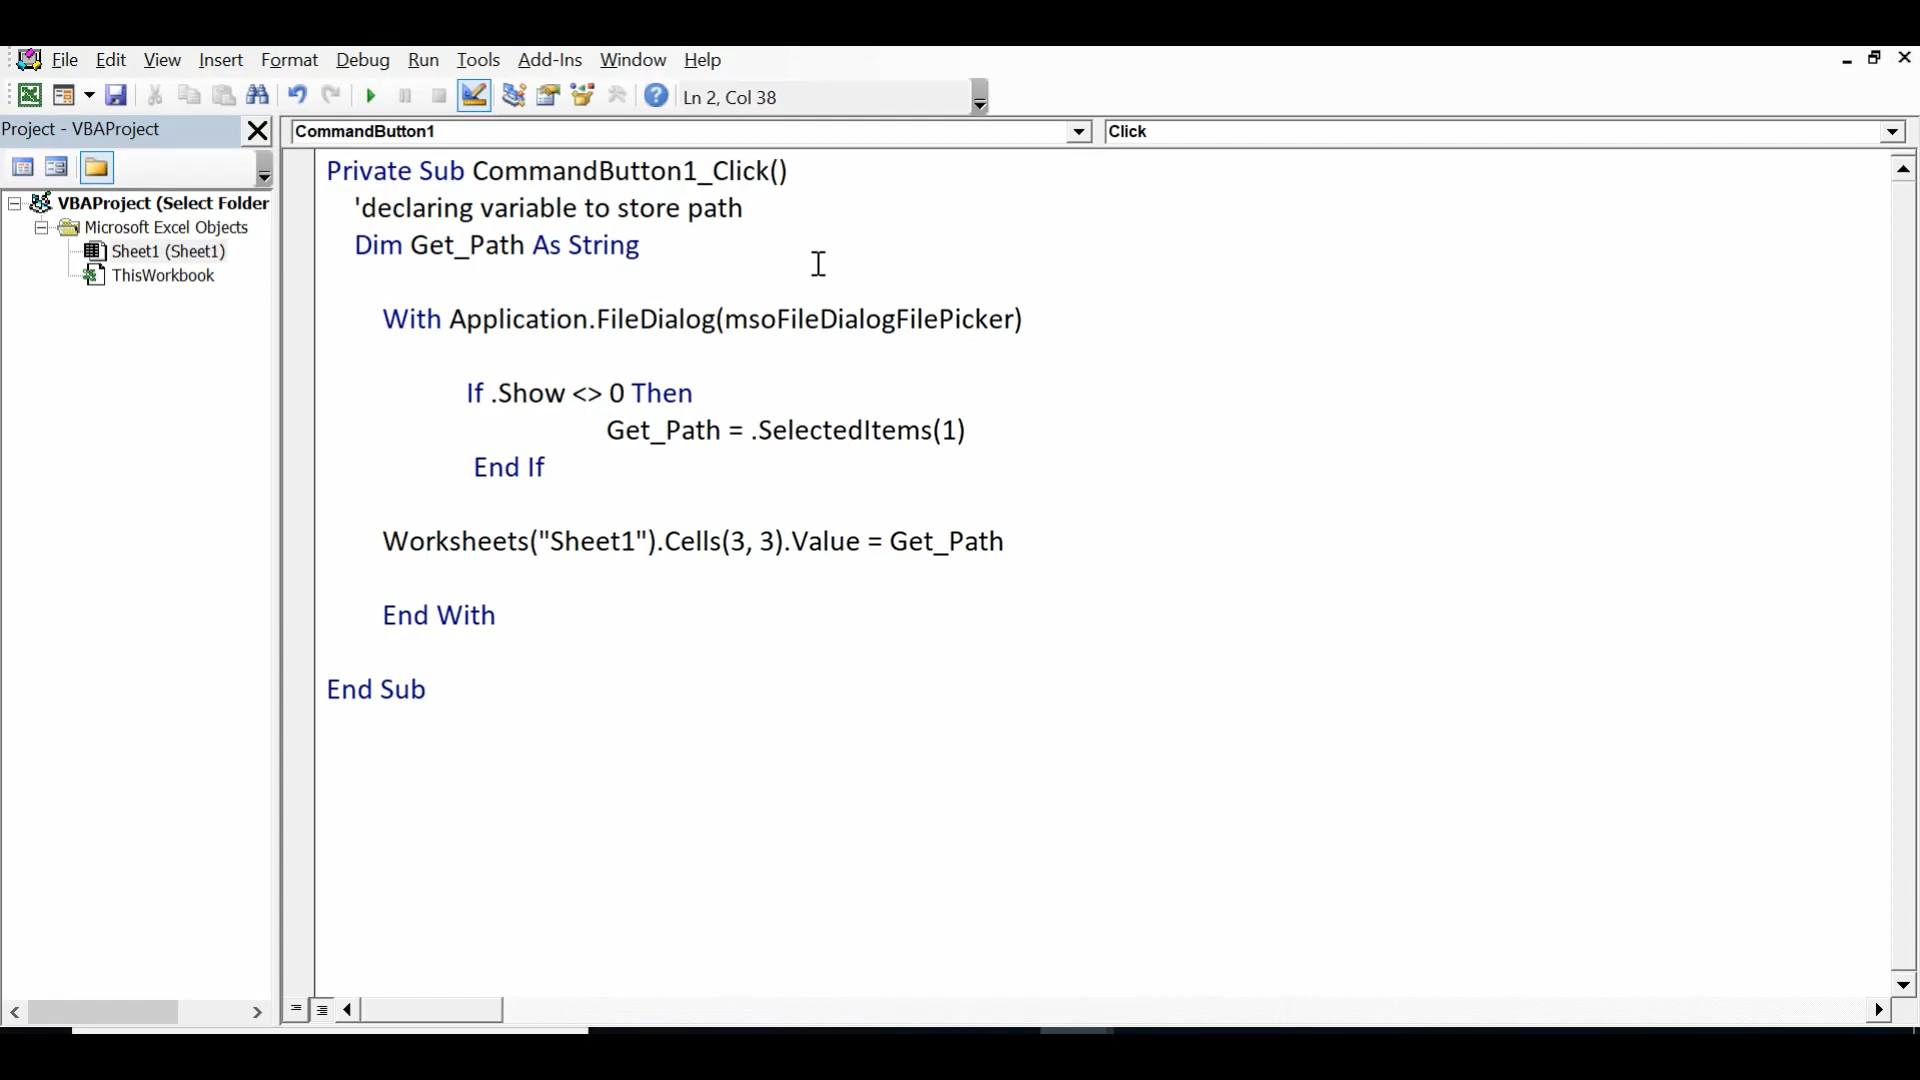 File Edit View Insert Format Debug Run Tools Add-Ins Window Help
Ln 2, Col 38
Project - VBAProject
CommandButton1
Click
VBAProject (Select Folder
Microsoft Excel Objects
Sheet1 (Sheet1)
ThisWorkbook
Private Sub CommandButton1_Click()
'declaring variable to store path
Dim Get_Path As String
With Application.FileDialog(msoFileDialogFilePicker)
If .Show <> 0 Then
Get_Path = .SelectedItems(1)
End If
Worksheets("Sheet1").Cells(3, 3).Value = Get_Path
End With
End Sub